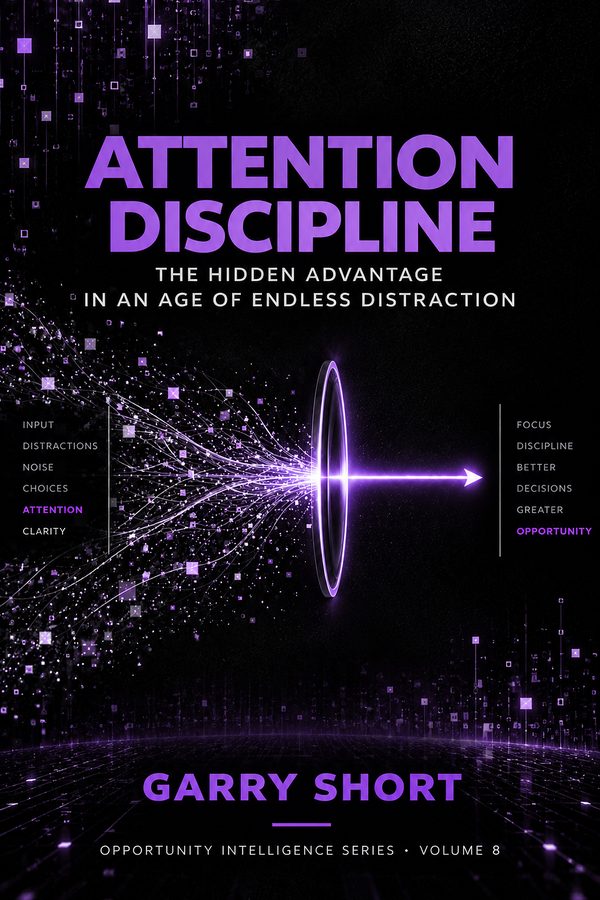 ATTENTION
DISCIPLINE
THE HIDDEN ADVANTAGE
IN AN AGE OF ENDLESS DISTRACTION
INPUT
DISTRACTIONS
NOISE
CHOICES
ATTENTION
CLARITY
FOCUS
DISCIPLINE
BETTER
DECISIONS
GREATER
OPPORTUNITY
GARRY SHORT
OPPORTUNITY INTELLIGENCE SERIES • VOLUME 8